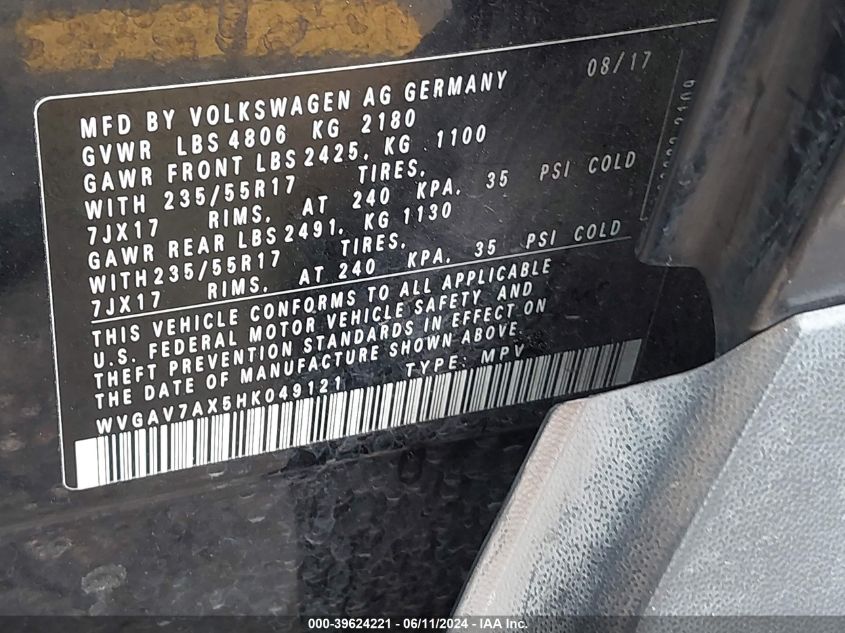 MFD BY VOLKSWAGEN AG GERMANY 08/17
GVWR LBS 4806 KG 2180
GAWR FRONT LBS 2425, KG 1100
WITH 235/55R17 TIRES,
7JX17 RIMS, AT 240 KPA, 35 PSI COLD
GAWR REAR LBS 2491, KG 1130
WITH 235/55R17 TIRES,
7JX17 RIMS, AT 240 KPA, 35 PSI COLD
THIS VEHICLE CONFORMS TO ALL APPLICABLE
U.S. FEDERAL MOTOR VEHICLE SAFETY AND
THEFT PREVENTION STANDARDS IN EFFECT ON
THE DATE OF MANUFACTURE SHOWN ABOVE.
WVGAV7AX5HK049121 TYPE: MPV
000-39624221 - 06/11/2024 - IAA Inc.